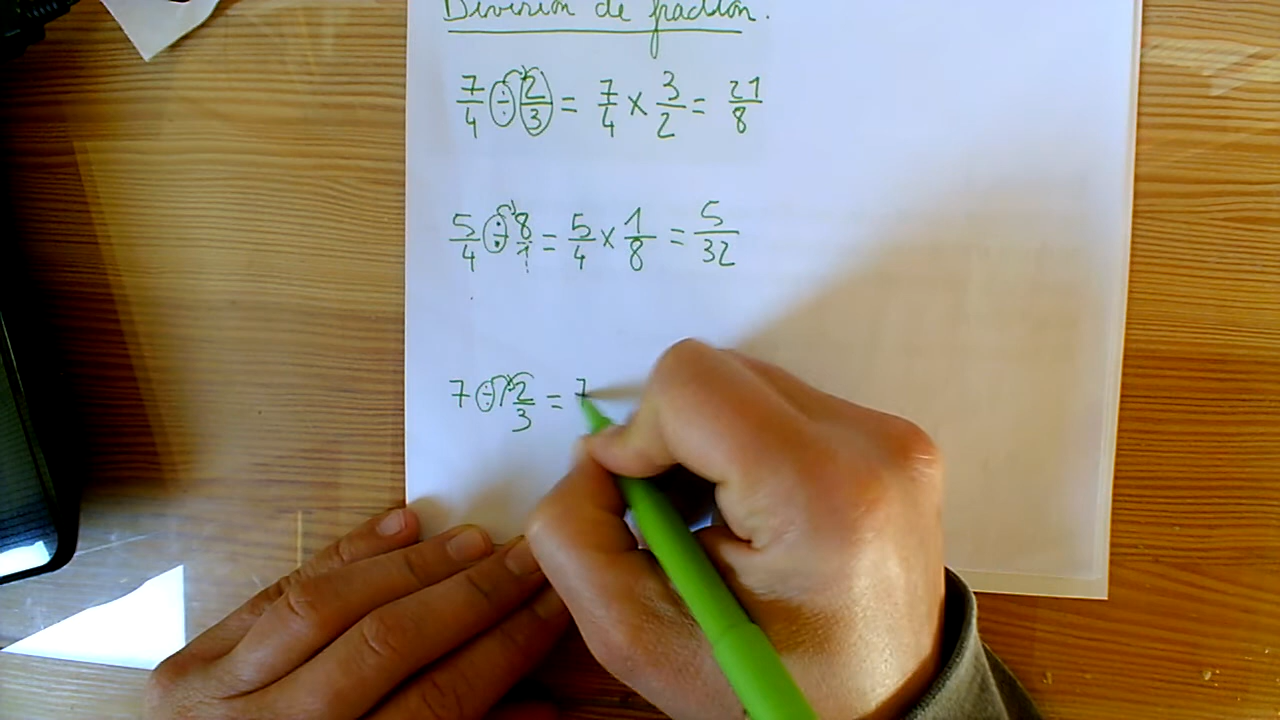 Division de fraction.
7/4 ÷ 2/3 = 7/4 × 3/2 = 21/8
5/4 ÷ 8/1 = 5/4 × 1/8 = 5/32
7 ÷ 2/3 = 7